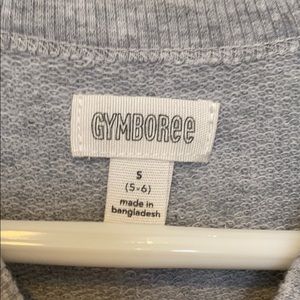 GYMBOREE
S
(5-6)
made in
bangladesh